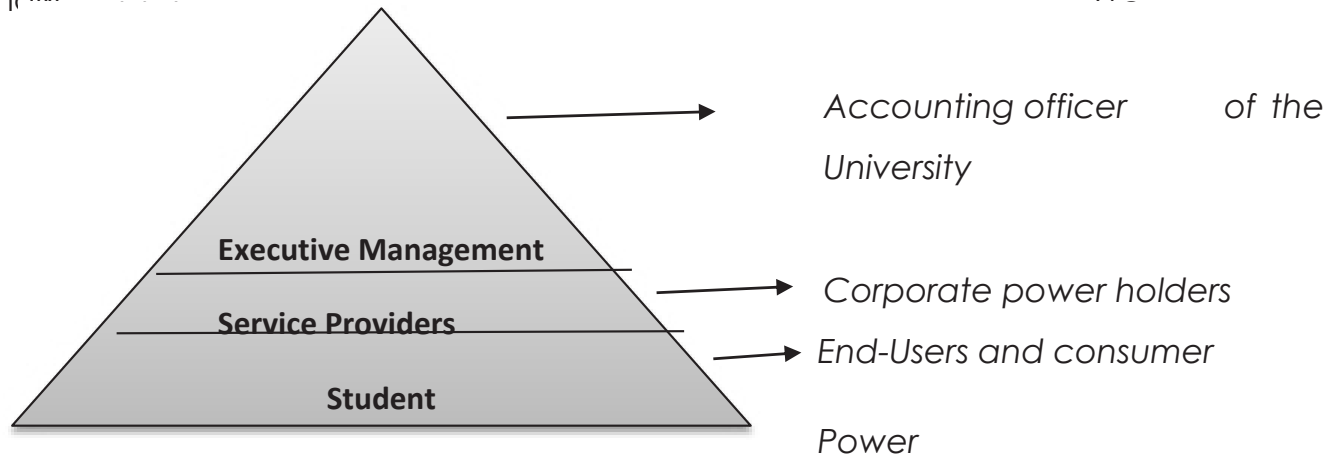 Accounting officer of the
University
Executive Management
Corporate power holders
Service Providers
End-Users and consumer
Student
Power